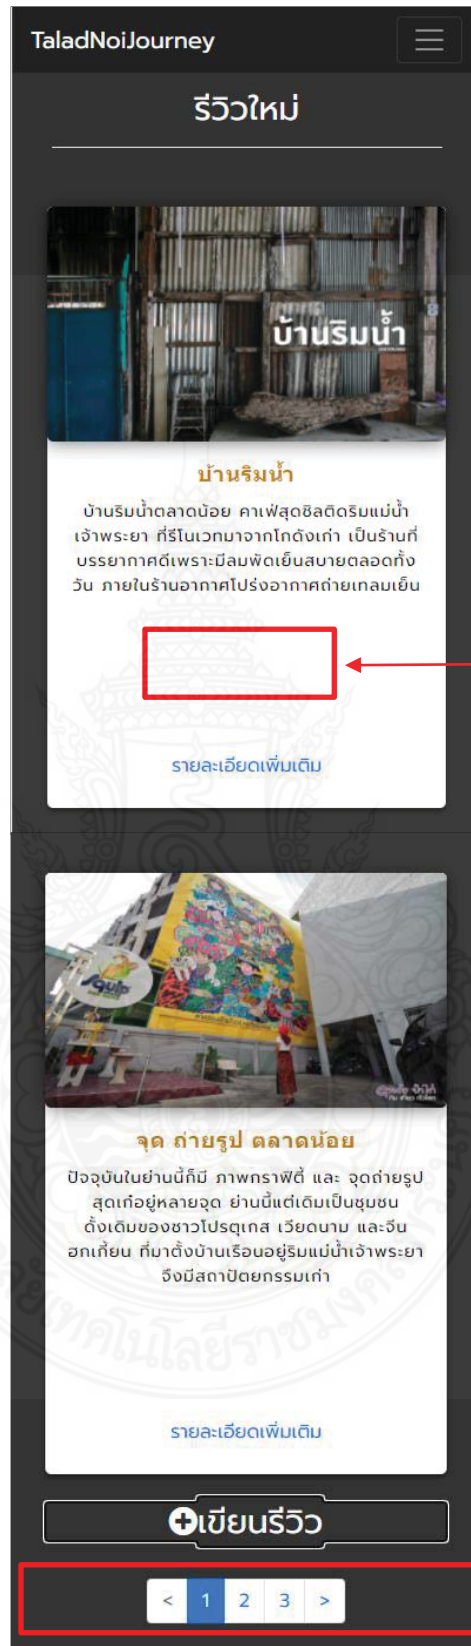 TaladNoiJourney
รีวิวใหม่
บ้านริมน้ำ
บ้านริมน้ำ
บ้านริมน้ำตลาดน้อย คาเฟ่สุดชิลติดริมแม่น้ำ
เจ้าพระยา ที่รีโนเวทมาจากโกดังเก่า เป็นร้านที่
บรรยากาศดีเพราะมีลมพัดเย็นสบายตลอดทั้ง
วัน ภายในร้านอากาศโปร่งอากาศถ่ายเทลมเย็น
รายละเอียดเพิ่มเติม
squip
จุด ถ่ายรูป ตลาดน้อย
ปัจจุบันในย่านนี้ก็มี ภาพกราฟิตี้ และ จุดถ่ายรูป
สุดเก๋อยู่หลายจุด ย่านนี้แต่เดิมเป็นชุมชน
ดั้งเดิมของชาวโปรตุเกส เวียดนาม และจีน
ฮกเกี้ยน ที่มาตั้งบ้านเรือนอยู่ริมแม่น้ำเจ้าพระยา
จึงมีสถาปัตยกรรมเก่า
รายละเอียดเพิ่มเติม
เขียนรีวิว
< 1 2 3 >